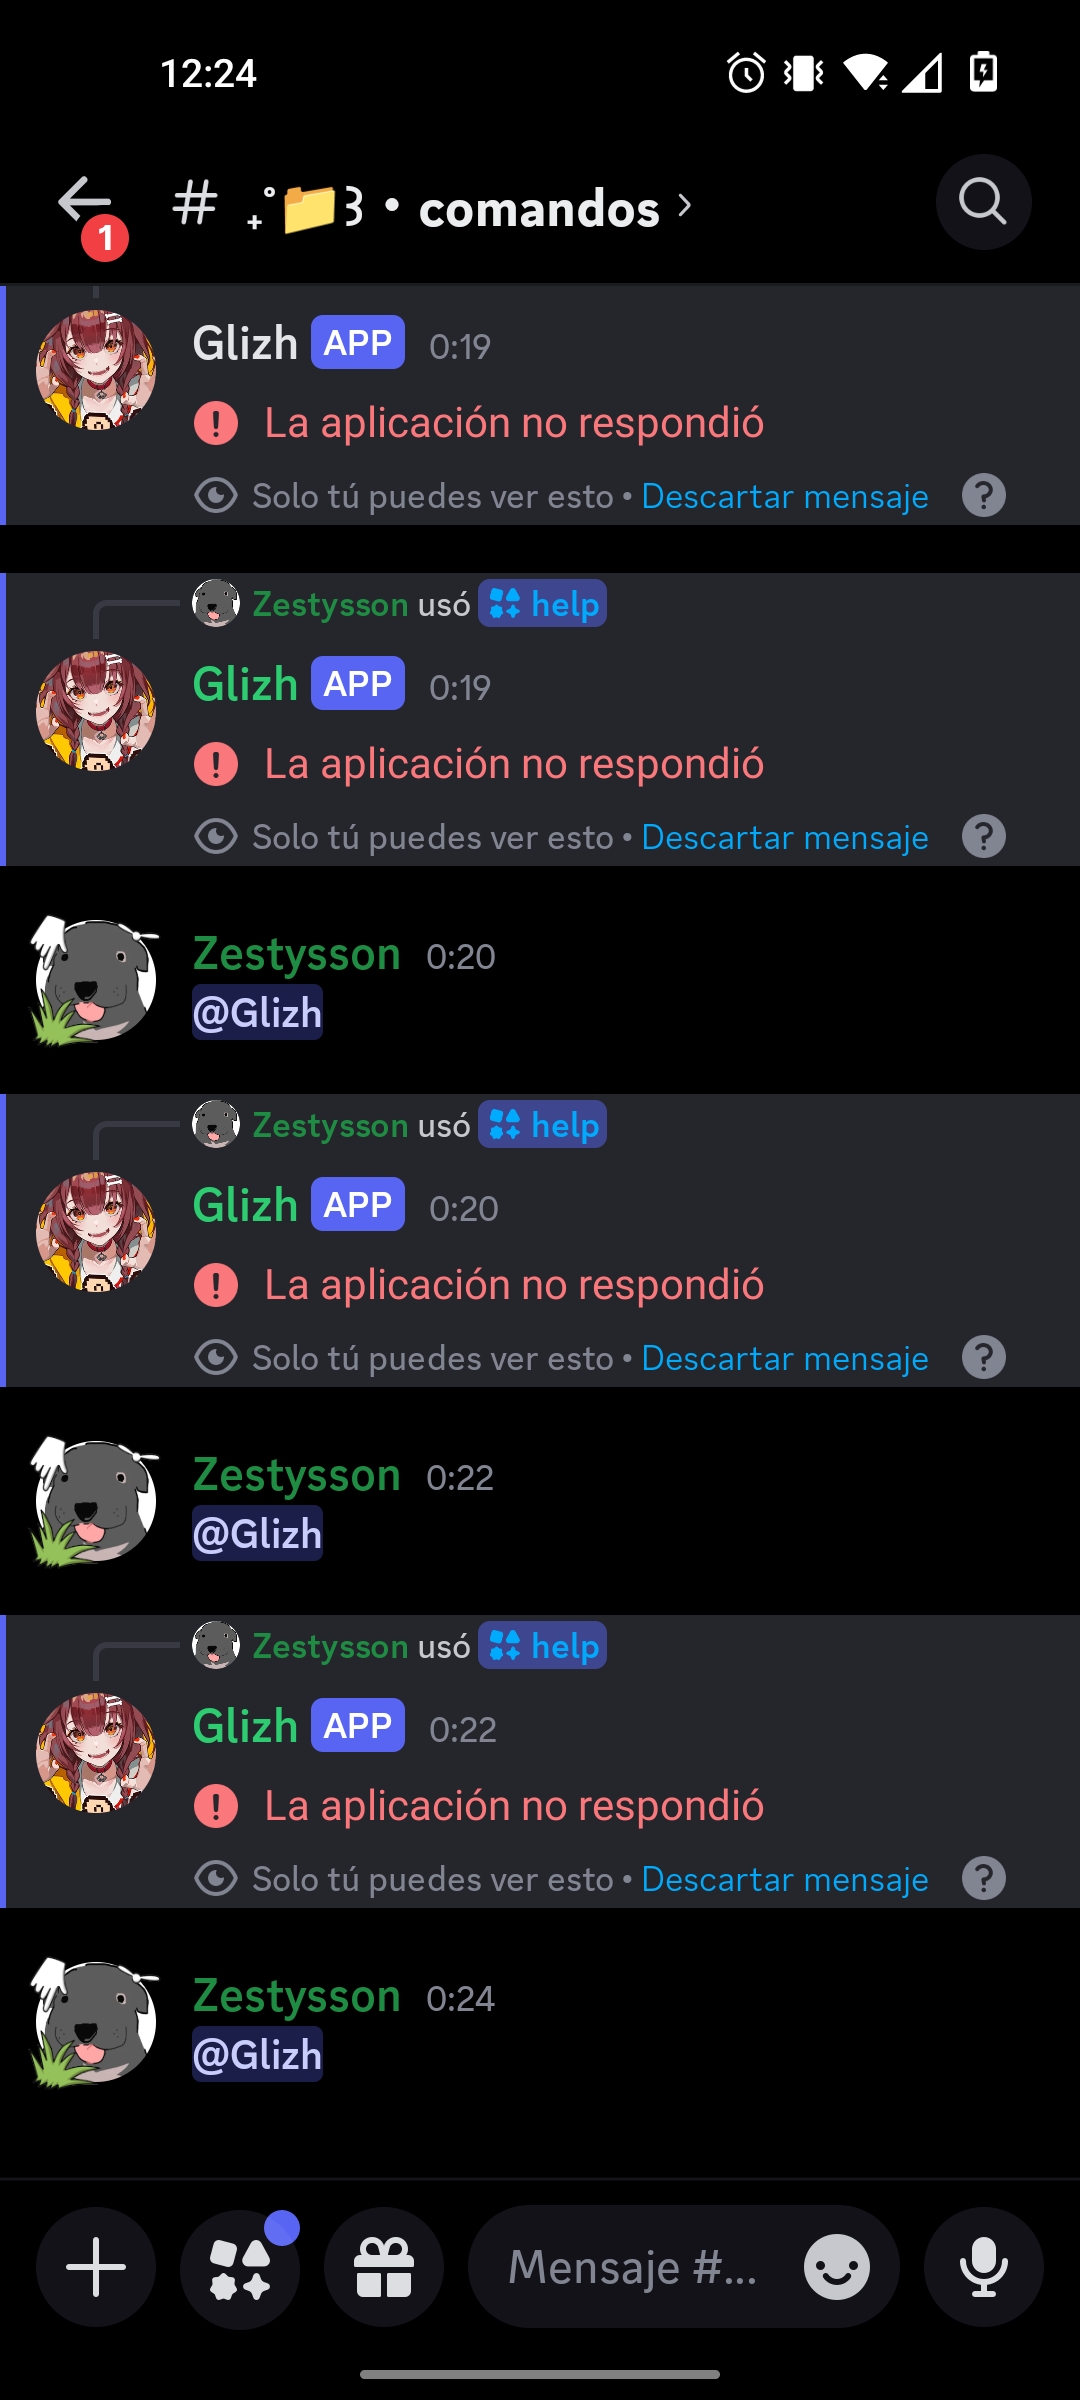 12:24
1
# ₊˚📁꒱ • comandos ›
Glizh APP 0:19
La aplicación no respondió
Solo tú puedes ver esto • Descartar mensaje ?
Zestysson usó help
Glizh APP 0:19
La aplicación no respondió
Solo tú puedes ver esto • Descartar mensaje ?
Zestysson 0:20
@Glizh
Zestysson usó help
Glizh APP 0:20
La aplicación no respondió
Solo tú puedes ver esto • Descartar mensaje ?
Zestysson 0:22
@Glizh
Zestysson usó help
Glizh APP 0:22
La aplicación no respondió
Solo tú puedes ver esto • Descartar mensaje ?
Zestysson 0:24
@Glizh
Mensaje #...